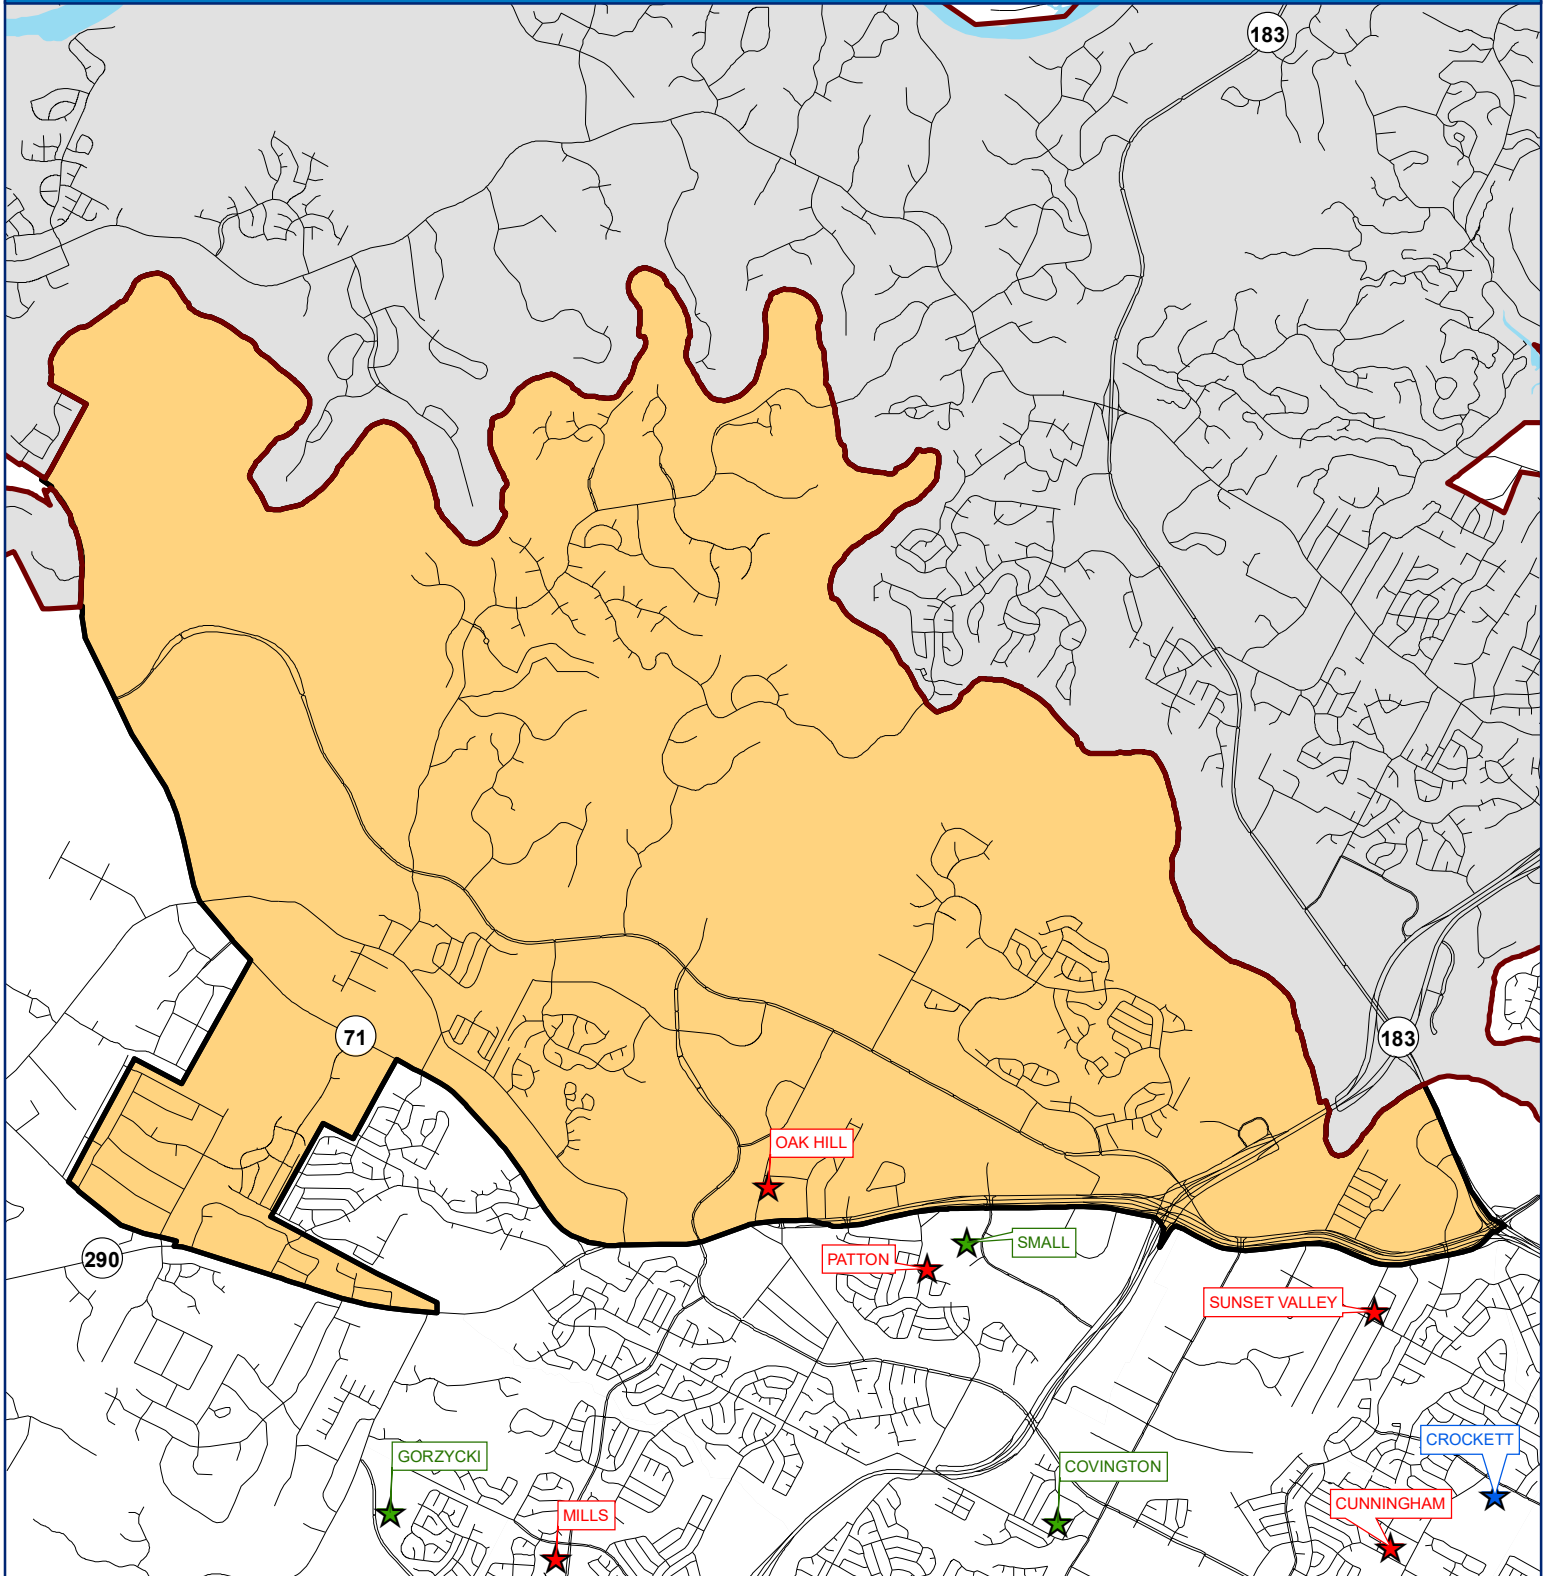 183
71
183
OAK HILL
SMALL
PATTON
290
SUNSET VALLEY
CROCKETT
GORZYCKI
COVINGTON
MILLS
CUNNINGHAM